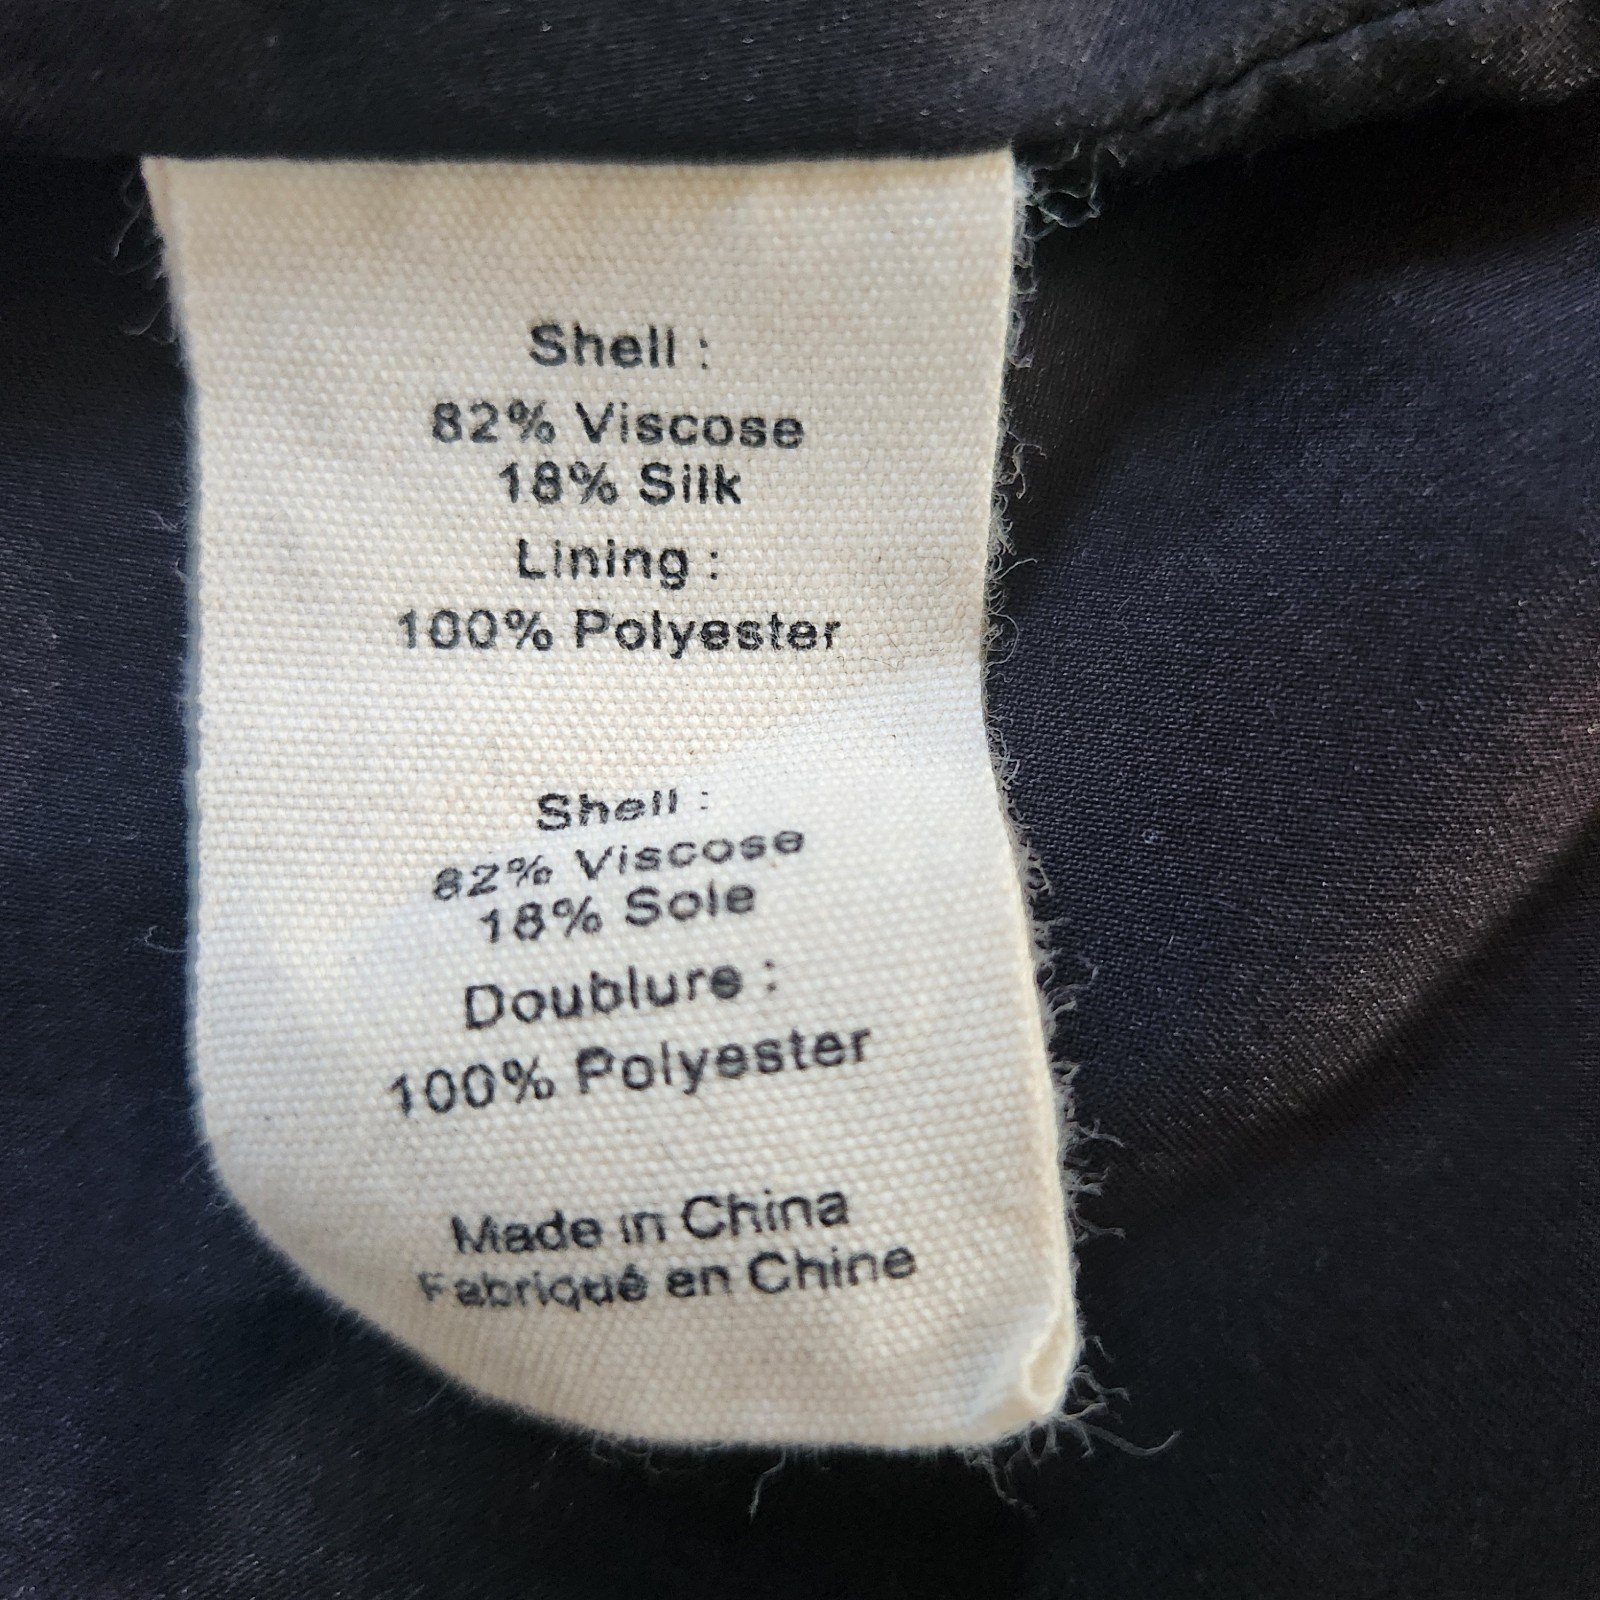 Shell :
82% Viscose
18% Silk
Lining :
100% Polyester
Shell :
82% Viscose
18% Sole
Doublure :
100% Polyester
Made in China
Fabriqué en Chine